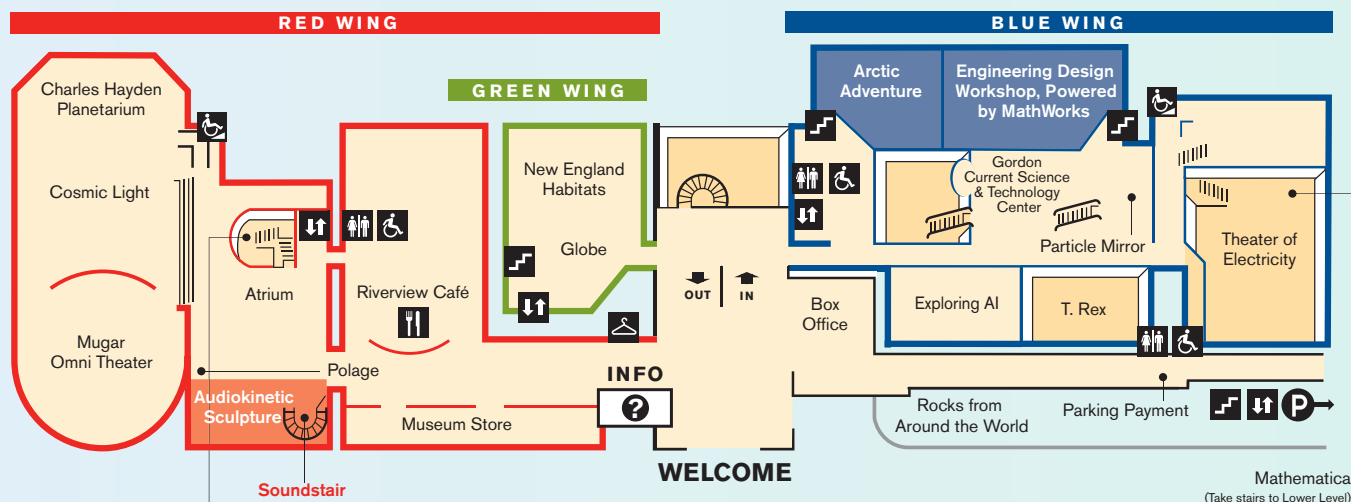 RED WING
BLUE WING
GREEN WING
Charles Hayden
Planetarium
Cosmic Light
Mugar
Omni Theater
Atrium
Polage
Audiokinetic
Sculpture
Soundstair
Riverview Café
Museum Store
New England
Habitats
Globe
INFO
?
OUT
IN
WELCOME
Box
Office
Arctic
Adventure
Engineering Design
Workshop, Powered
by MathWorks
Gordon
Current Science
& Technology
Center
Particle Mirror
Theater of
Electricity
Exploring AI
T. Rex
Rocks from
Around the World
Parking Payment
P
Mathematica
(Take stairs to Lower Level)